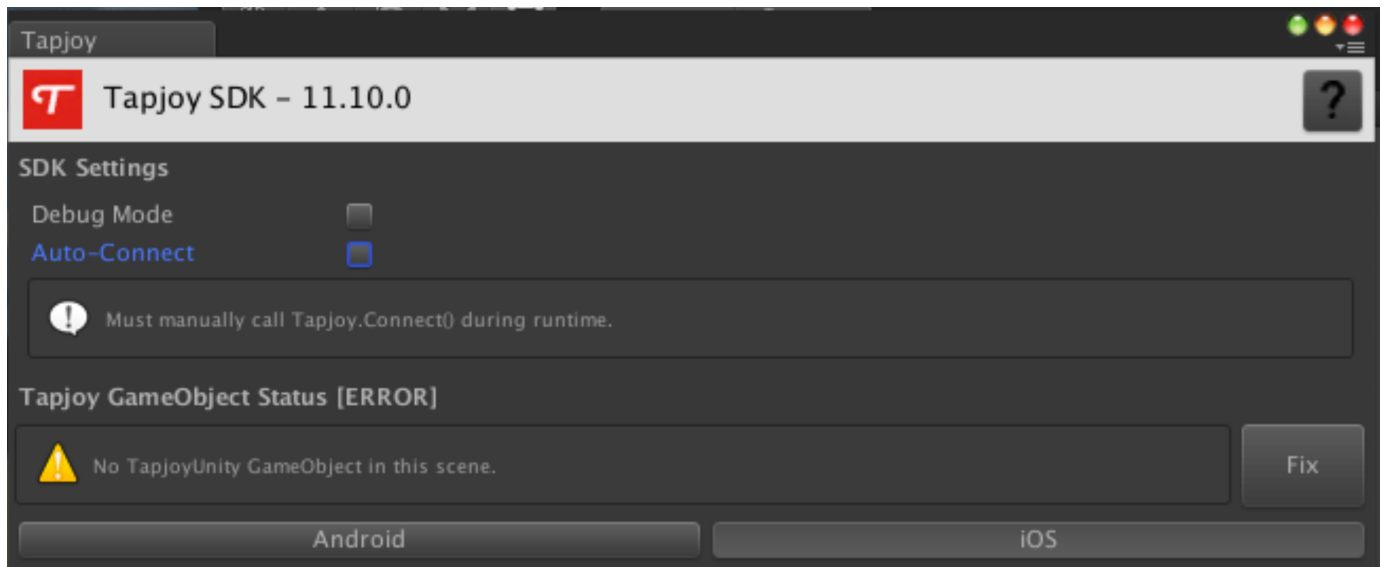 Tapjoy
Tapjoy SDK – 11.10.0
?
SDK Settings
Debug Mode
Auto-Connect
Must manually call Tapjoy.Connect() during runtime.
Tapjoy GameObject Status [ERROR]
No TapjoyUnity GameObject in this scene.
Fix
Android
iOS